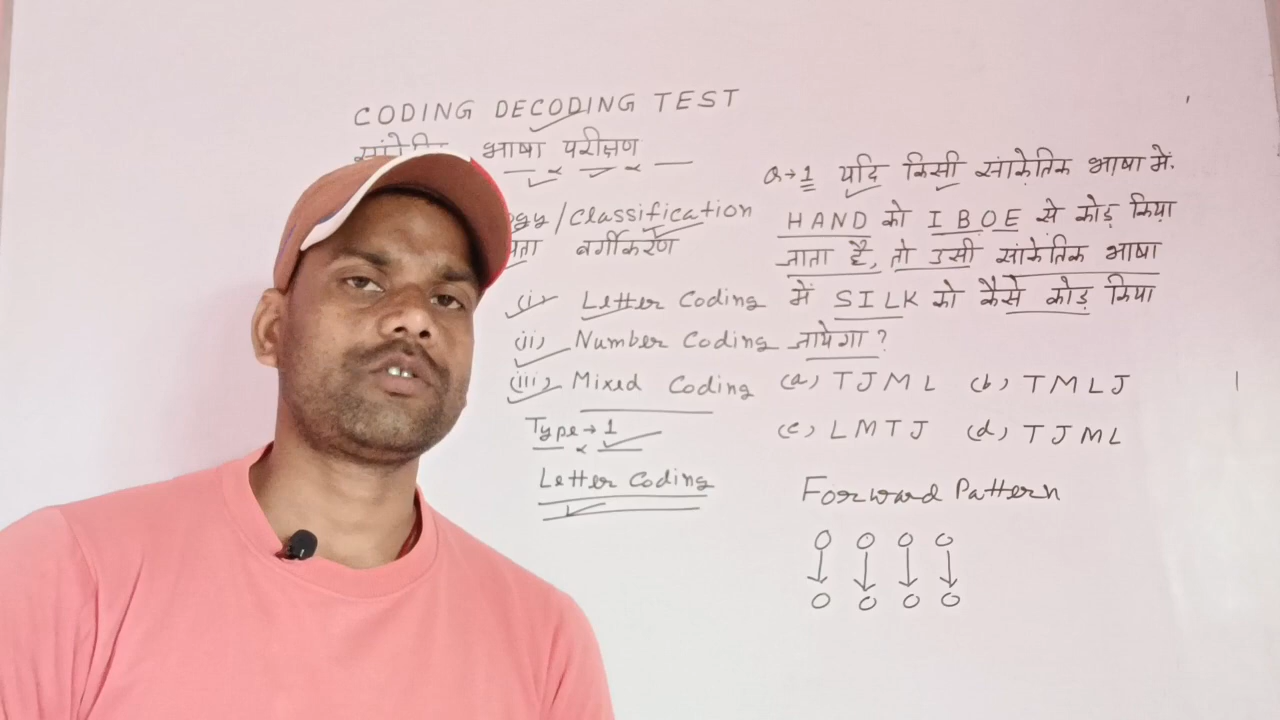 CODING DECODING TEST
भाषा परीक्षण
/Classification
वर्गीकरण
(i) Letter Coding
(ii) Number Coding
(iii) Mixed Coding
Type→1
Letter Coding
Q→1 यदि किसी सांकेतिक भाषा में.
HAND को IBOE से कोड़ किया
जाता है, तो उसी सांकेतिक भाषा
में SILK को कैसे कोड़ किया
जायेगा ?
(a) TJML (b) TMLJ
(c) LMTJ (d) TJML
Forward Pattern